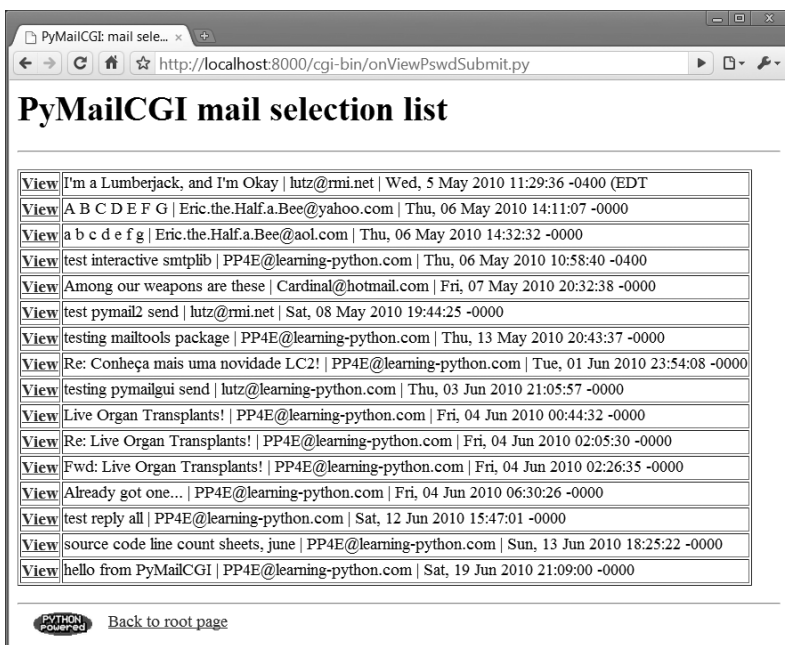 PyMailCGI: mail sele...
http://localhost:8000/cgi-bin/onViewPswdSubmit.py
PyMailCGI mail selection list
View I'm a Lumberjack, and I'm Okay | lutz@rmi.net | Wed, 5 May 2010 11:29:36 -0400 (EDT
View A B C D E F G | Eric.the.Half.a.Bee@yahoo.com | Thu, 06 May 2010 14:11:07 -0000
View a b c d e f g | Eric.the.Half.a.Bee@aol.com | Thu, 06 May 2010 14:32:32 -0000
View test interactive smtplib | PP4E@learning-python.com | Thu, 06 May 2010 10:58:40 -0400
View Among our weapons are these | Cardinal@hotmail.com | Fri, 07 May 2010 20:32:38 -0000
View test pymail2 send | lutz@rmi.net | Sat, 08 May 2010 19:44:25 -0000
View testing mailtools package | PP4E@learning-python.com | Thu, 13 May 2010 20:43:37 -0000
View Re: Conheça mais uma novidade LC2! | PP4E@learning-python.com | Tue, 01 Jun 2010 23:54:08 -0000
View testing pymailgui send | lutz@learning-python.com | Thu, 03 Jun 2010 21:05:57 -0000
View Live Organ Transplants! | PP4E@learning-python.com | Fri, 04 Jun 2010 00:44:32 -0000
View Re: Live Organ Transplants! | PP4E@learning-python.com | Fri, 04 Jun 2010 02:05:30 -0000
View Fwd: Live Organ Transplants! | PP4E@learning-python.com | Fri, 04 Jun 2010 02:26:35 -0000
View Already got one... | PP4E@learning-python.com | Fri, 04 Jun 2010 06:30:26 -0000
View test reply all | PP4E@learning-python.com | Sat, 12 Jun 2010 15:47:01 -0000
View source code line count sheets, june | PP4E@learning-python.com | Sun, 13 Jun 2010 18:25:22 -0000
View hello from PyMailCGI | PP4E@learning-python.com | Sat, 19 Jun 2010 21:09:00 -0000
PYTHON
Powered
Back to root page